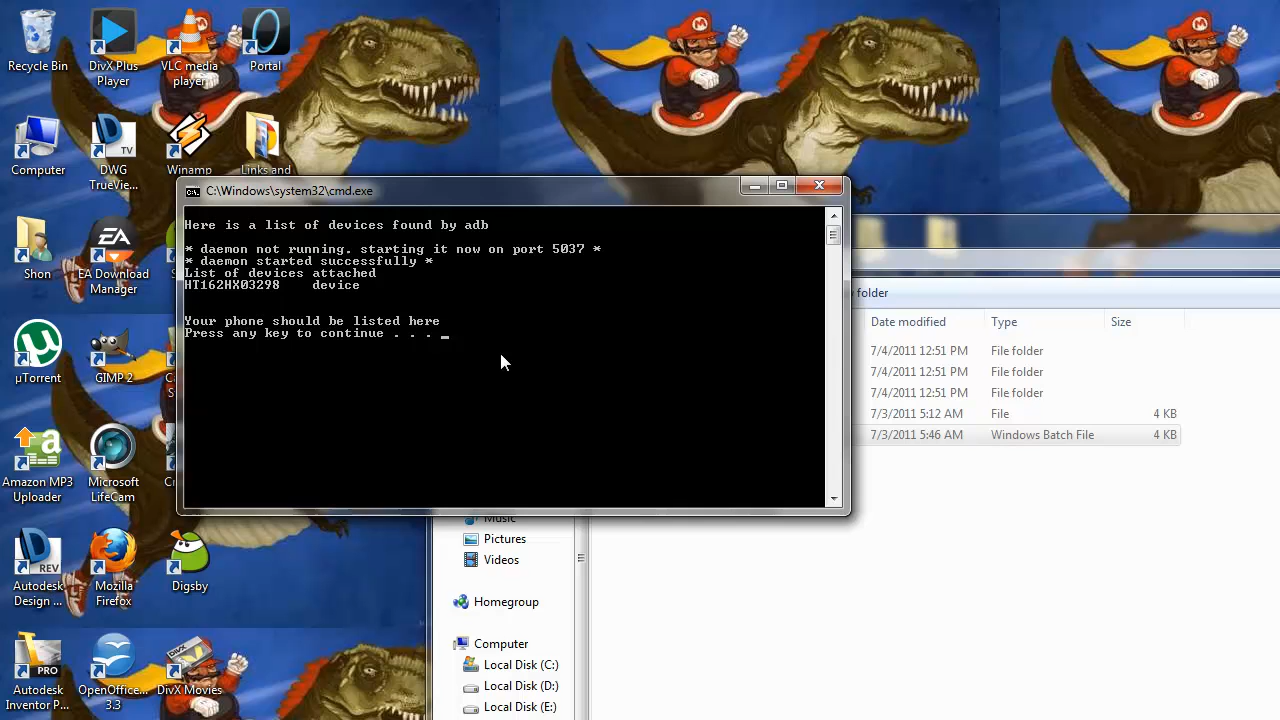 Recycle Bin
DivX Plus
Player
VLC media
player
Portal
Computer
DWG
TrueView...
Winamp
Links and
Shon
EA Download
Manager
µTorrent
GIMP 2
Amazon MP3
Uploader
Microsoft
LifeCam
Autodesk
Design ...
Mozilla
Firefox
Digsby
Autodesk
Inventor P...
OpenOffice....
3.3
DivX Movies
C:\Windows\system32\cmd.exe
Here is a list of devices found by adb
* daemon not running. starting it now on port 5037 *
* daemon started successfully *
List of devices attached
HT162HX03298 device
Your phone should be listed here
Press any key to continue . . . _
folder
Date modified Type Size
7/4/2011 12:51 PM File folder
7/4/2011 12:51 PM File folder
7/4/2011 12:51 PM File folder
7/3/2011 5:12 AM File 4 KB
7/3/2011 5:46 AM Windows Batch File 4 KB
Music
Pictures
Videos
Homegroup
Computer
Local Disk (C:)
Local Disk (D:)
Local Disk (E:)